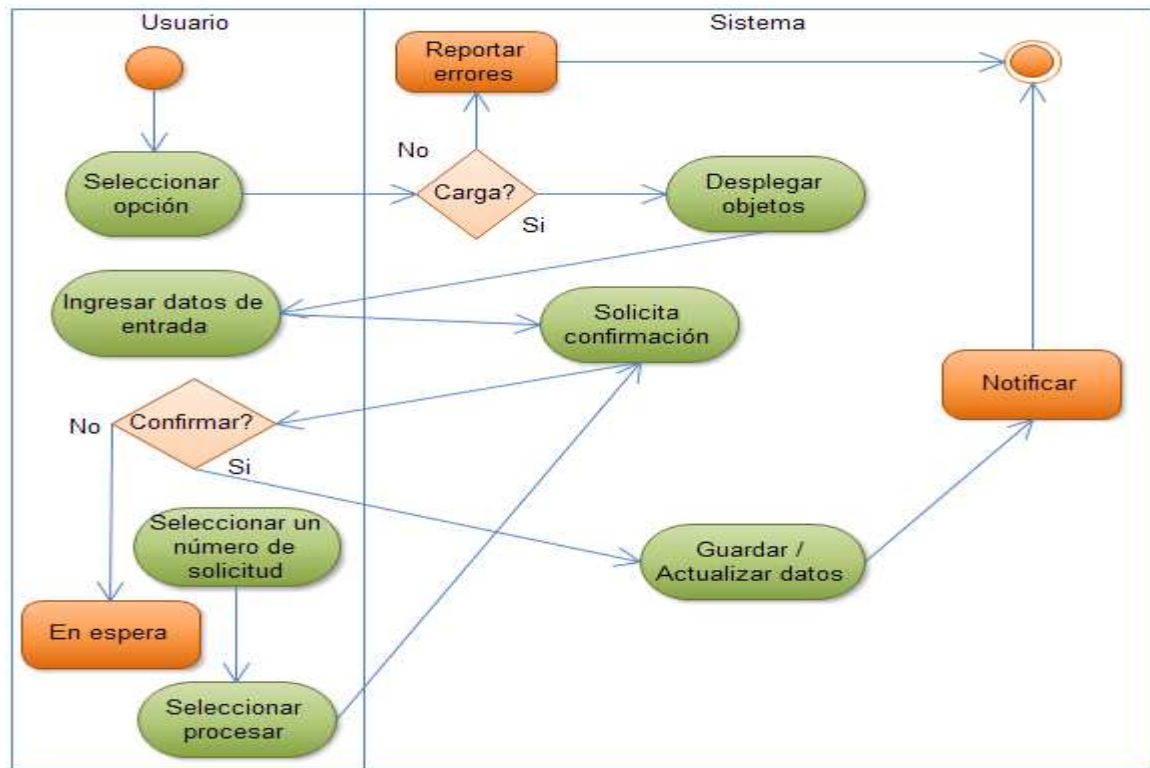 Usuario
Sistema
Reportar
errores
No
Seleccionar
opción
Carga?
Desplegar
objetos
Si
Ingresar datos de
entrada
Solicita
confirmación
Notificar
No
Confirmar?
Si
Seleccionar un
número de
solicitud
Guardar /
Actualizar datos
En espera
Seleccionar
procesar